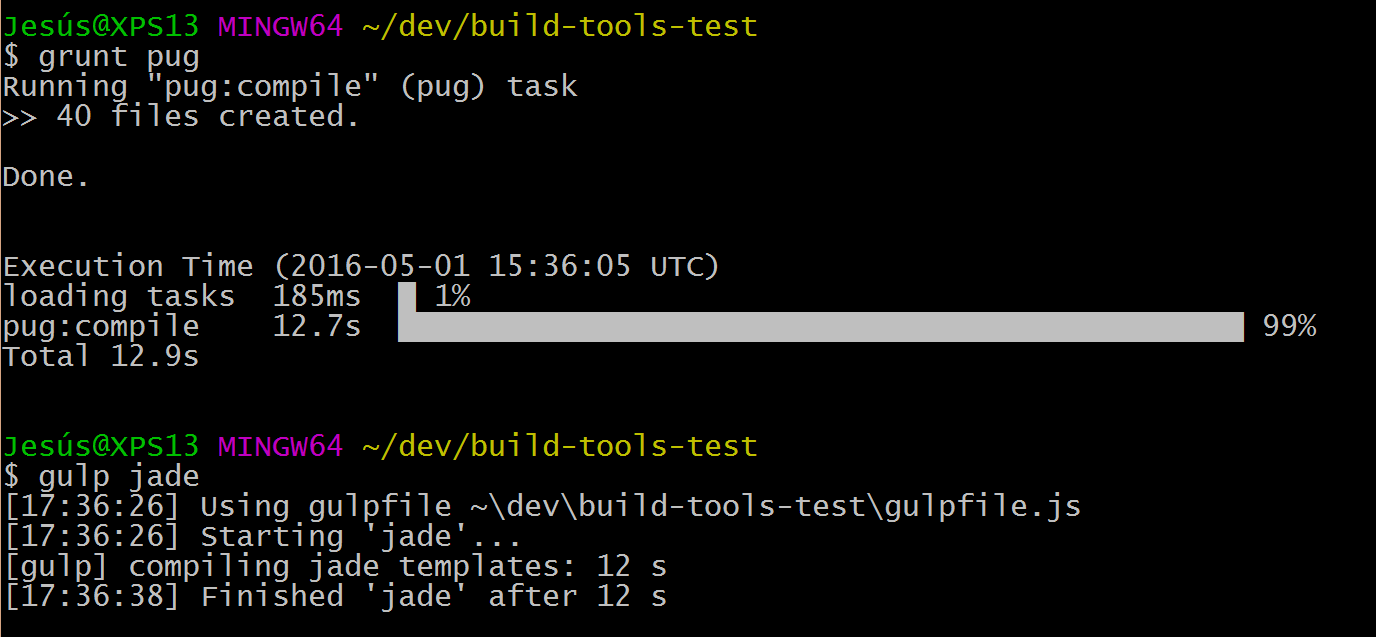 Jesús@XPS13 MINGW64 ~/dev/build-tools-test
$ grunt pug
Running "pug:compile" (pug) task
>> 40 files created.
Done.
Execution Time (2016-05-01 15:36:05 UTC)
loading tasks 185ms 1%
pug:compile 12.7s 99%
Total 12.9s
Jesús@XPS13 MINGW64 ~/dev/build-tools-test
$ gulp jade
[17:36:26] Using gulpfile ~\dev\build-tools-test\gulpfile.js
[17:36:26] Starting 'jade'...
[gulp] compiling jade templates: 12 s
[17:36:38] Finished 'jade' after 12 s